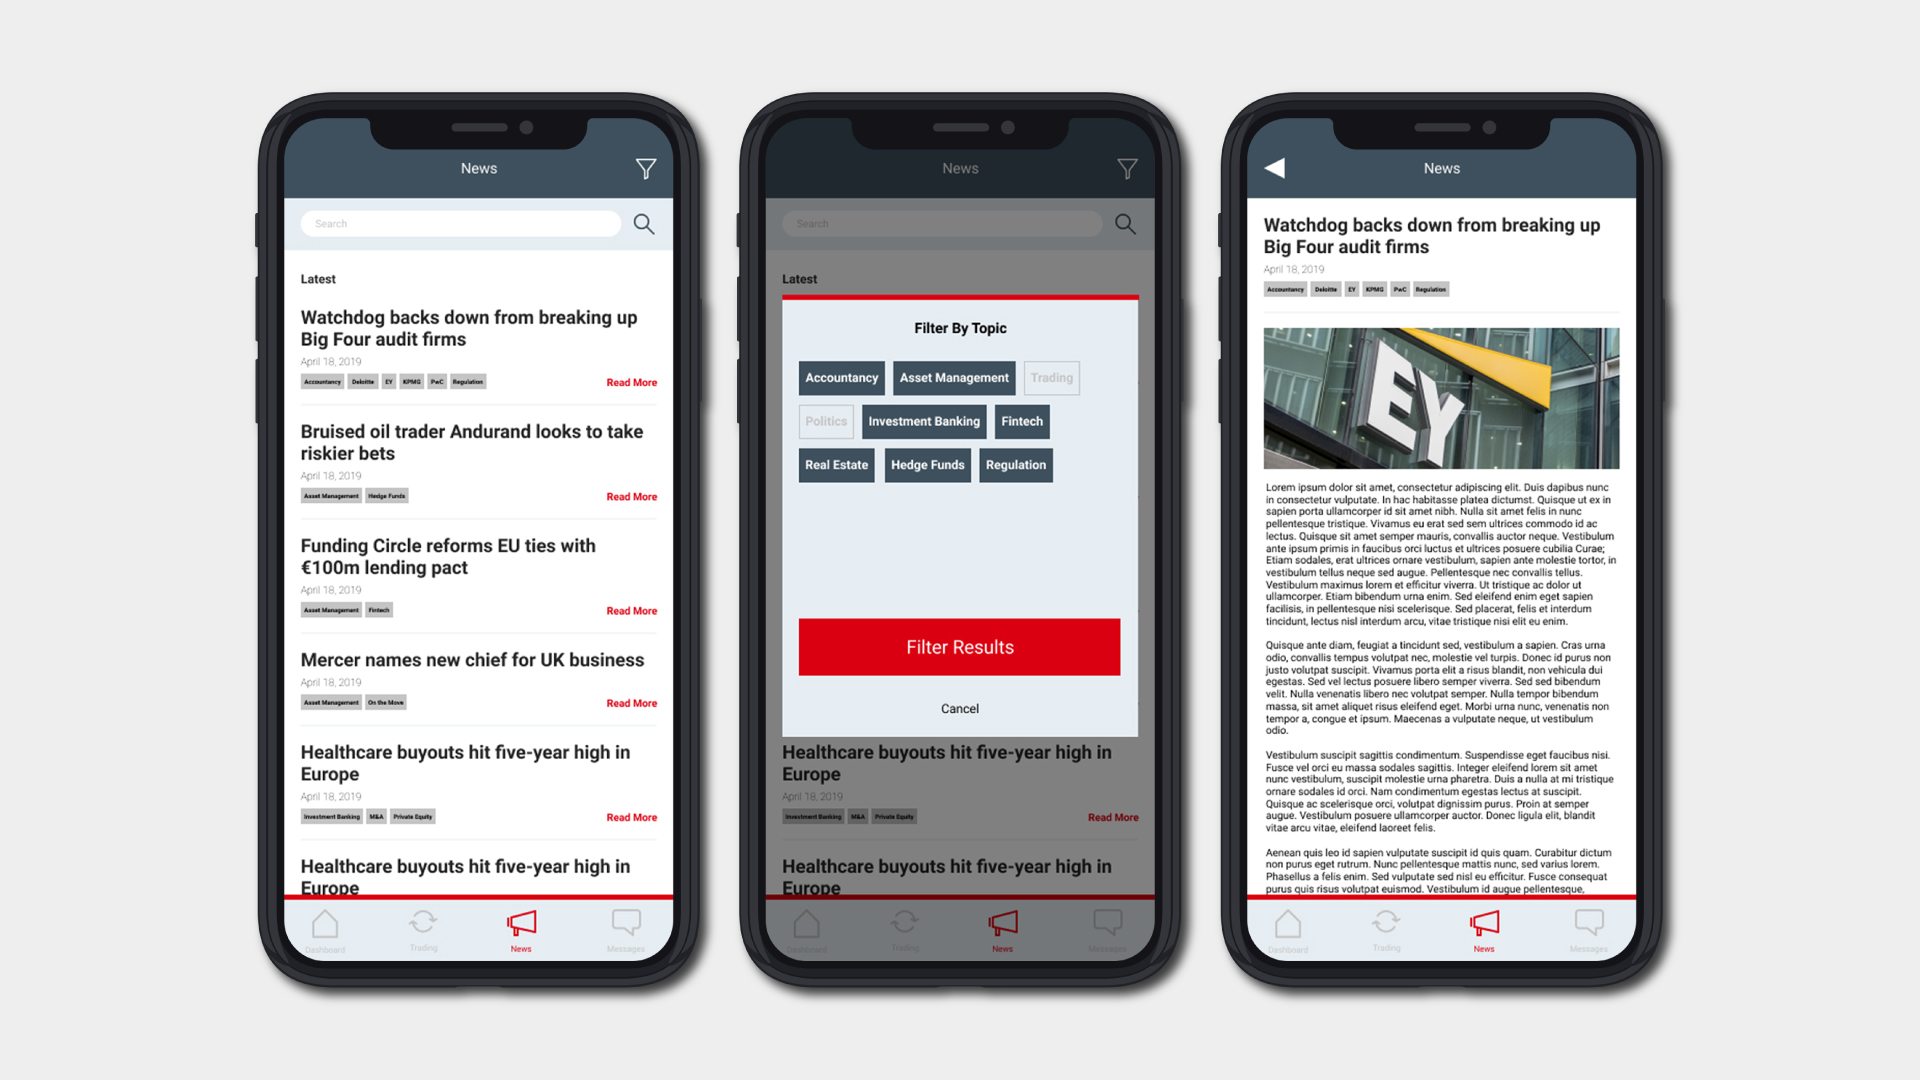 News
Search
Latest
Watchdog backs down from breaking up
Big Four audit firms
April 18, 2019
Accountancy Deloitte EY KPMG PwC Regulation
Read More
Bruised oil trader Andurand looks to take
riskier bets
April 18, 2019
Asset Management Hedge Funds
Read More
Funding Circle reforms EU ties with
€100m lending pact
April 18, 2019
Asset Management Fintech
Read More
Mercer names new chief for UK business
April 18, 2019
Asset Management On the Move
Read More
Healthcare buyouts hit five-year high in
Europe
April 18, 2019
Investment Banking M&A Private Equity
Read More
Healthcare buyouts hit five-year high in
Europe
Dashboard Trading News Messages
News
Search
Latest
Filter By Topic
Accountancy Asset Management Trading
Politics Investment Banking Fintech
Real Estate Hedge Funds Regulation
Filter Results
Cancel
Healthcare buyouts hit five-year high in
Europe
April 18, 2019
Investment Banking M&A Private Equity
Read More
Healthcare buyouts hit five-year high in
Europe
Dashboard Trading News Messages
News
Watchdog backs down from breaking up
Big Four audit firms
April 18, 2019
Accountancy Deloitte EY KPMG PwC Regulation
EY
Lorem ipsum dolor sit amet, consectetur adipiscing elit. Duis dapibus nunc
in consectetur vulputate. In hac habitasse platea dictumst. Quisque ut ex in
sapien porta ullamcorper id sit amet nibh. Nulla sit amet felis in nunc
pellentesque tristique. Vivamus eu erat sed sem ultrices commodo id ac
lectus. Quisque sit amet semper mauris, convallis auctor neque. Vestibulum
ante ipsum primis in faucibus orci luctus et ultrices posuere cubilia Curae;
Etiam sodales, erat ultrices ornare vestibulum, sapien ante molestie tortor, in
vestibulum tellus neque sed augue. Pellentesque nec convallis tellus.
Vestibulum maximus lorem et efficitur viverra. Ut tristique ac dolor ut
ullamcorper. Etiam bibendum urna enim. Sed eleifend enim eget sapien
facilisis, in pellentesque nisi scelerisque. Sed placerat, felis et interdum
tincidunt, lectus nisl interdum arcu, vitae tristique nisi elit eu enim.
Quisque ante diam, feugiat a tincidunt sed, vestibulum a sapien. Cras urna
odio, convallis tempus volutpat nec, molestie vel turpis. Donec id purus non
justo volutpat suscipit. Vivamus porta elit a risus blandit, non vehicula dui
egestas. Sed vel lectus posuere libero semper viverra. Sed sed bibendum
velit. Nulla venenatis libero nec volutpat semper. Nulla tempor bibendum
massa, sit amet aliquet risus eleifend eget. Morbi urna nunc, venenatis non
tempor a, congue et ipsum. Maecenas a vulputate neque, ut vestibulum
odio.
Vestibulum suscipit sagittis condimentum. Suspendisse eget faucibus nisi.
Fusce vel orci eu massa sodales sagittis. Integer eleifend lorem sit amet
nunc vestibulum, suscipit molestie urna pharetra. Duis a nulla at mi tristique
ornare sodales id orci. Nam condimentum egestas lectus at suscipit.
Quisque ac scelerisque orci, volutpat dignissim purus. Proin at semper
augue. Vestibulum posuere ullamcorper auctor. Donec ligula elit, blandit
vitae arcu vitae, eleifend laoreet felis.
Aenean quis leo id sapien vulputate suscipit id quis quam. Curabitur dictum
non purus eget rutrum. Nunc pellentesque mattis nunc, sed varius lorem.
Phasellus a felis enim. Sed vulputate sed nisl eu efficitur. Fusce consequat
purus quis risus volutpat euismod. Vestibulum id augue pellentesque,
Dashboard Trading News Messages